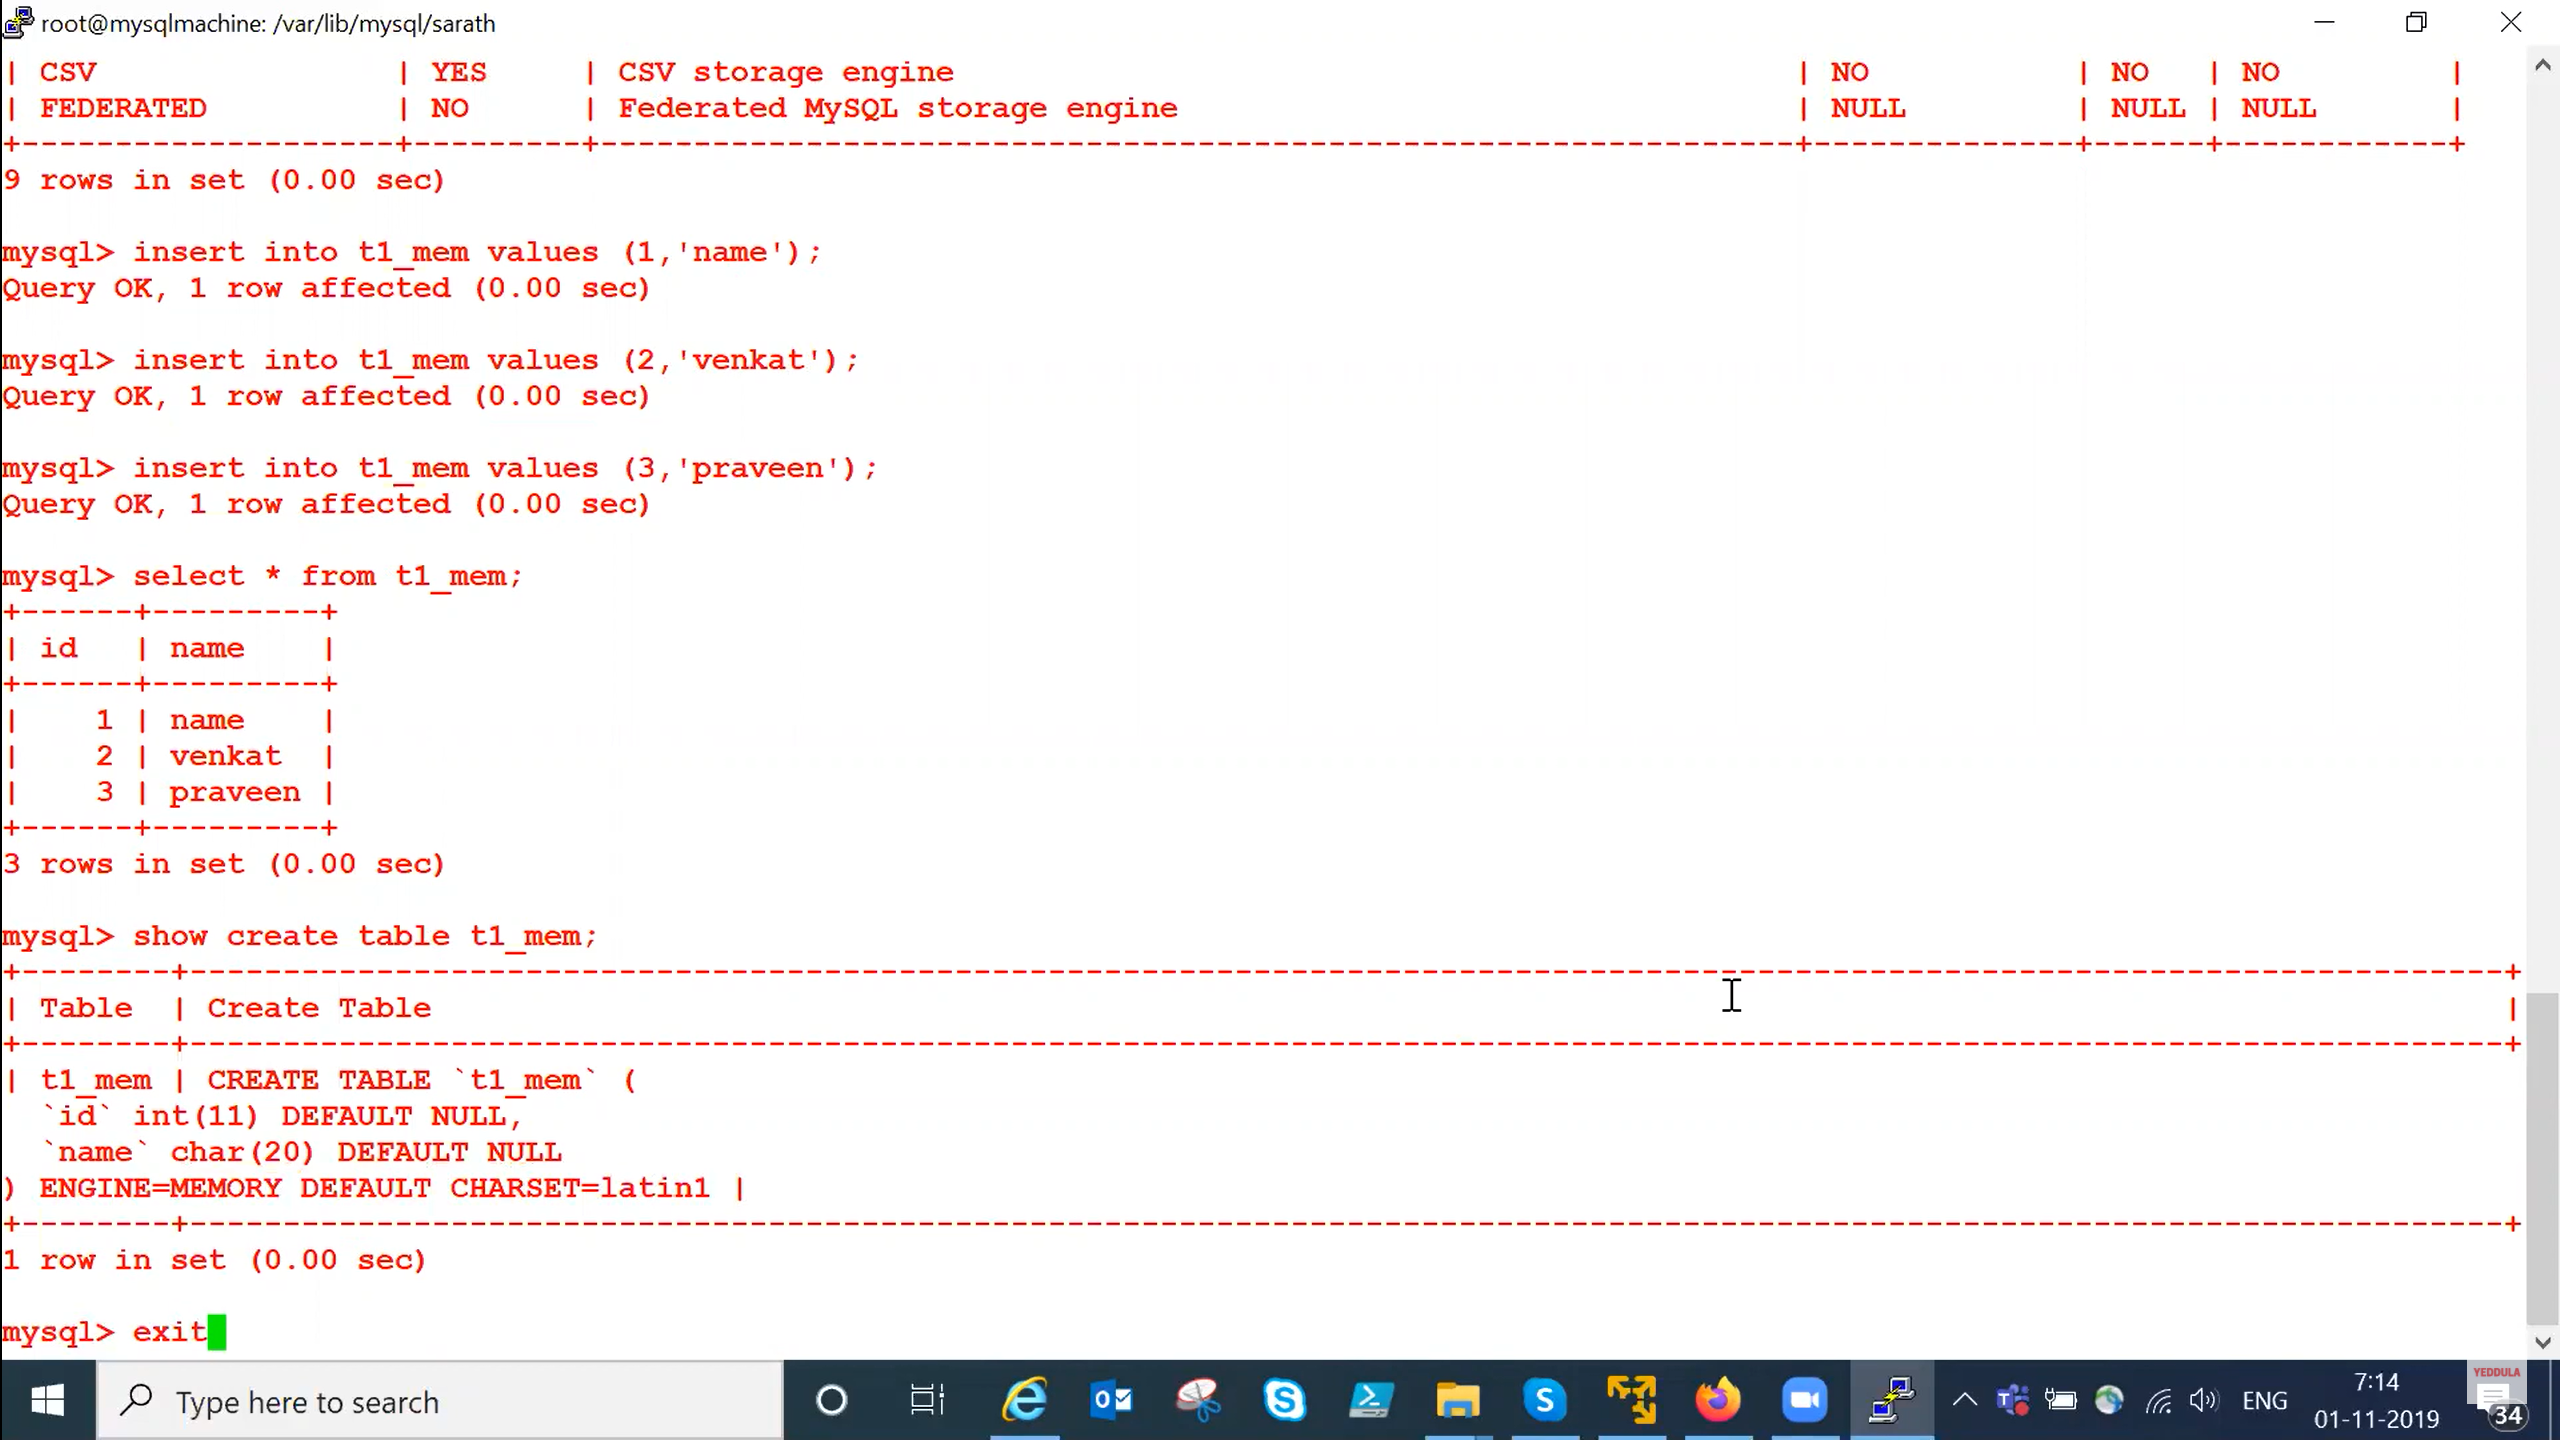 root@mysqlmachine: /var/lib/mysql/sarath
| CSV | YES | CSV storage engine | NO | NO | NO |
| FEDERATED | NO | Federated MySQL storage engine | NULL | NULL | NULL |
9 rows in set (0.00 sec)
mysql> insert into t1_mem values (1,'name');
Query OK, 1 row affected (0.00 sec)
mysql> insert into t1_mem values (2,'venkat');
Query OK, 1 row affected (0.00 sec)
mysql> insert into t1_mem values (3,'praveen');
Query OK, 1 row affected (0.00 sec)
mysql> select * from t1_mem;
| id | name |
| 1 | name |
| 2 | venkat |
| 3 | praveen |
3 rows in set (0.00 sec)
mysql> show create table t1_mem;
| Table | Create Table |
| t1_mem | CREATE TABLE `t1_mem` (
`id` int(11) DEFAULT NULL,
`name` char(20) DEFAULT NULL
) ENGINE=MEMORY DEFAULT CHARSET=latin1 |
1 row in set (0.00 sec)
mysql> exit
Type here to search
ENG
7:14
01-11-2019
YEDDULA
34